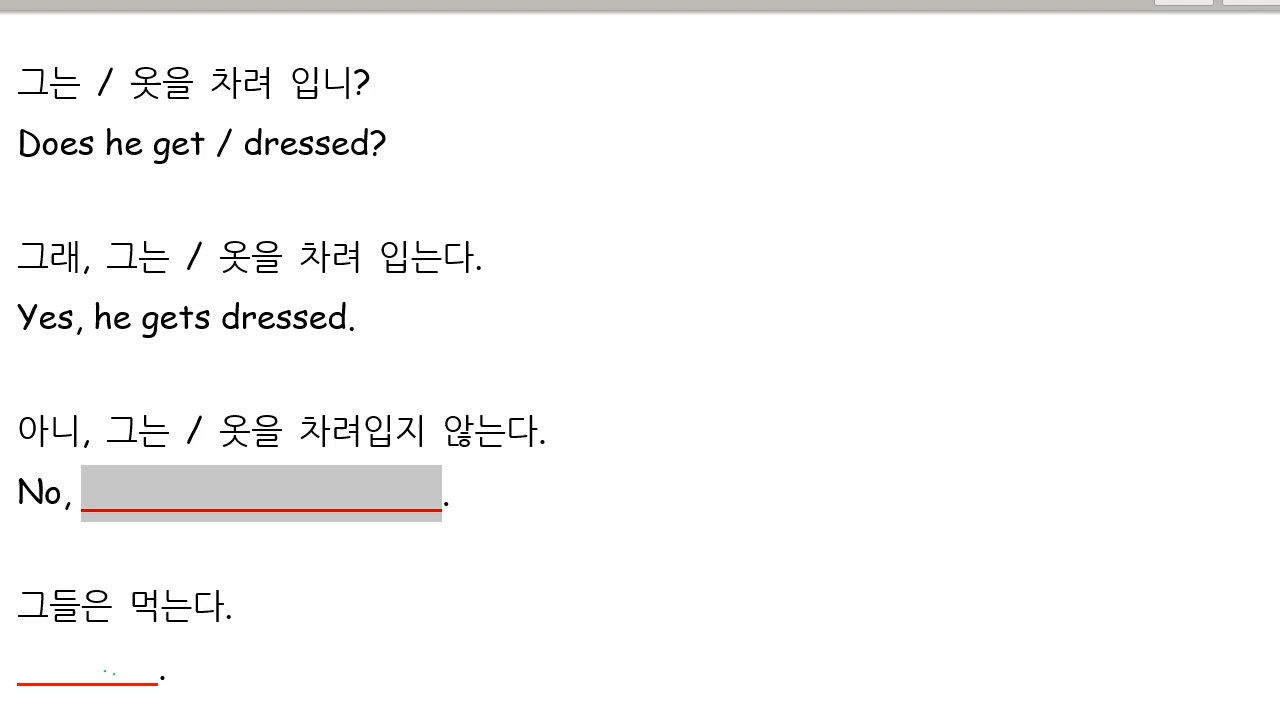 그는 / 옷을 차려 입니?
Does he get / dressed?
그래, 그는 / 옷을 차려 입는다.
Yes, he gets dressed.
아니, 그는 / 옷을 차려입지 않는다.
No, .
그들은 먹는다.
.